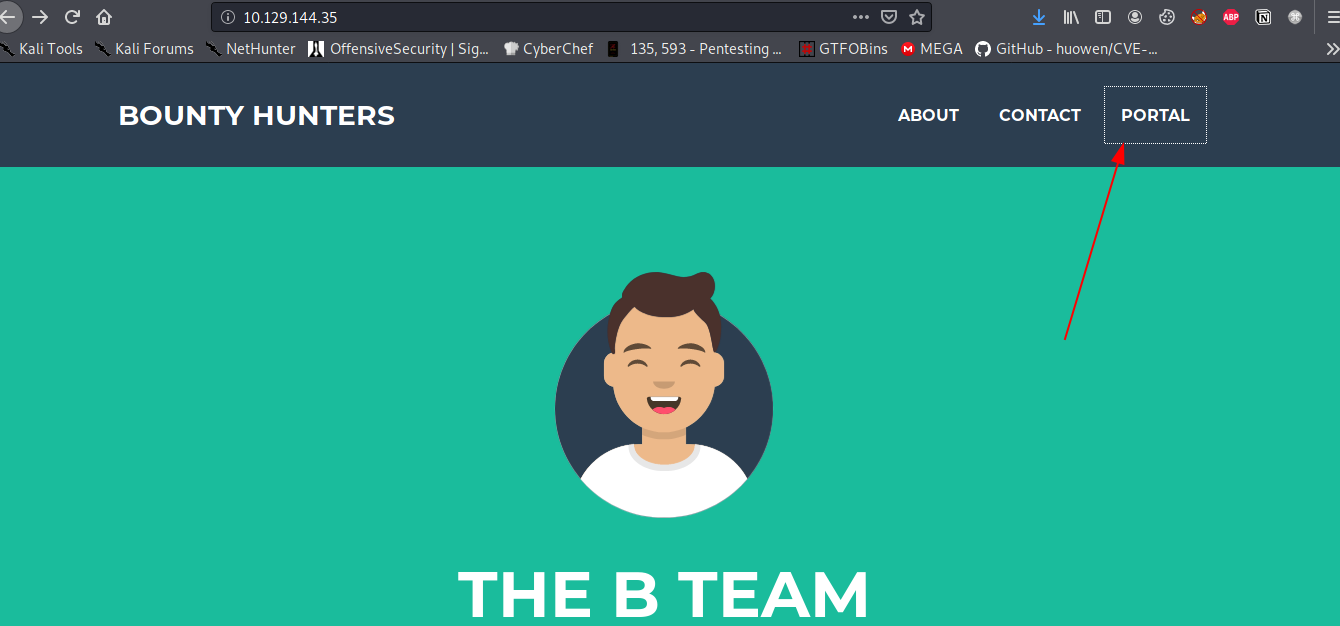 10.129.144.35
ABP
N
Kali Tools Kali Forums NetHunter OffensiveSecurity | Sig... CyberChef 135, 593 - Pentesting ... GTFOBins M MEGA GitHub - huowen/CVE-...
BOUNTY HUNTERS ABOUT CONTACT PORTAL
THE B TEAM